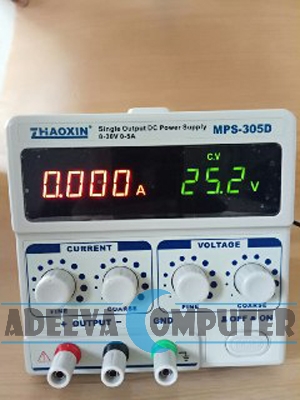 ZHAOXIN® Single Output DC Power Supply MPS-305D
0-30V 0-5A
C.V
0.000 A 25.2 V
CURRENT VOLTAGE
FINE COARSE FINE COARSE
ADEEVA COMPUTER
+ OUTPUT - GND OFF ON